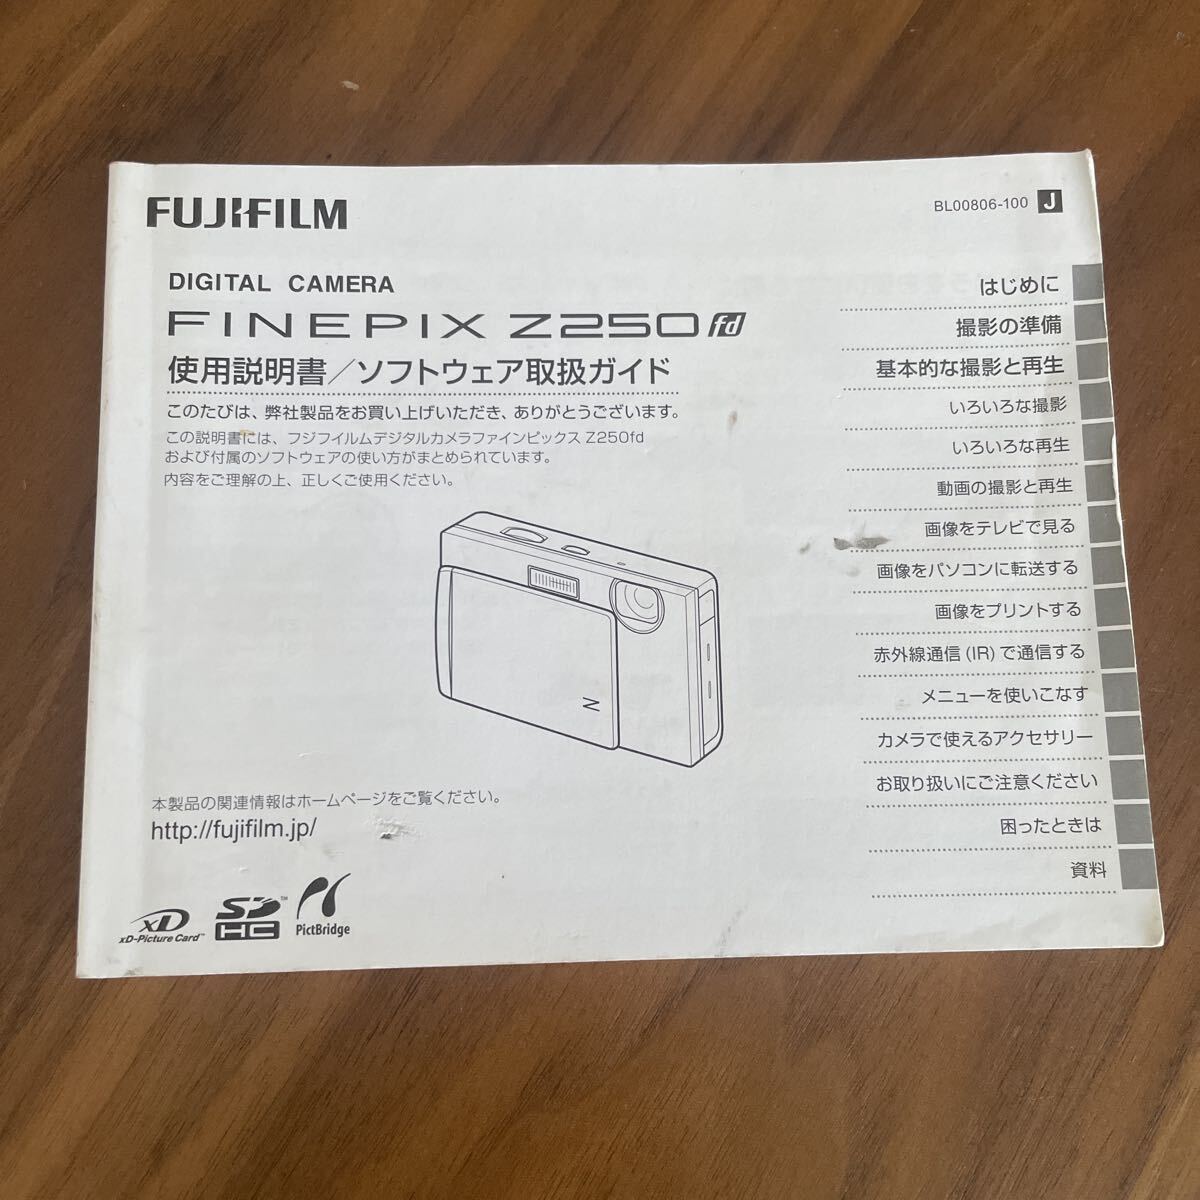 FUJIFILM
BL00806-100 J
DIGITAL CAMERA
FINEPIX Z250fd
使用説明書/ソフトウェア取扱ガイド
このたびは、弊社製品をお買い上げいただき、ありがとうございます。
この説明書には、フジフイルムデジタルカメラファインピックス Z250fd
および付属のソフトウェアの使い方がまとめられています。
内容をご理解の上、正しくご使用ください。
Z
本製品の関連情報はホームページをご覧ください。
http://fujifilm.jp/
xD
xD-Picture Card™
SD™
HC
PictBridge
はじめに
撮影の準備
基本的な撮影と再生
いろいろな撮影
いろいろな再生
動画の撮影と再生
画像をテレビで見る
画像をパソコンに転送する
画像をプリントする
赤外線通信 (IR) で通信する
メニューを使いこなす
カメラで使えるアクセサリー
お取り扱いにご注意ください
困ったときは
資料